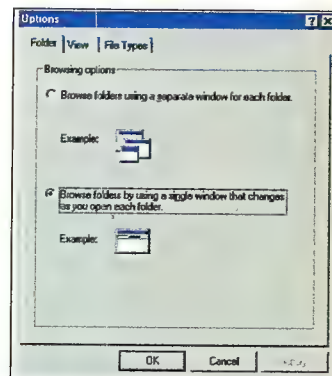 Options
Folder View File Types
Browsing options
Browse folders using a separate window for each folder.
Example:
Browse folders by using a single window that changes
as you open each folder.
Example:
OK Cancel